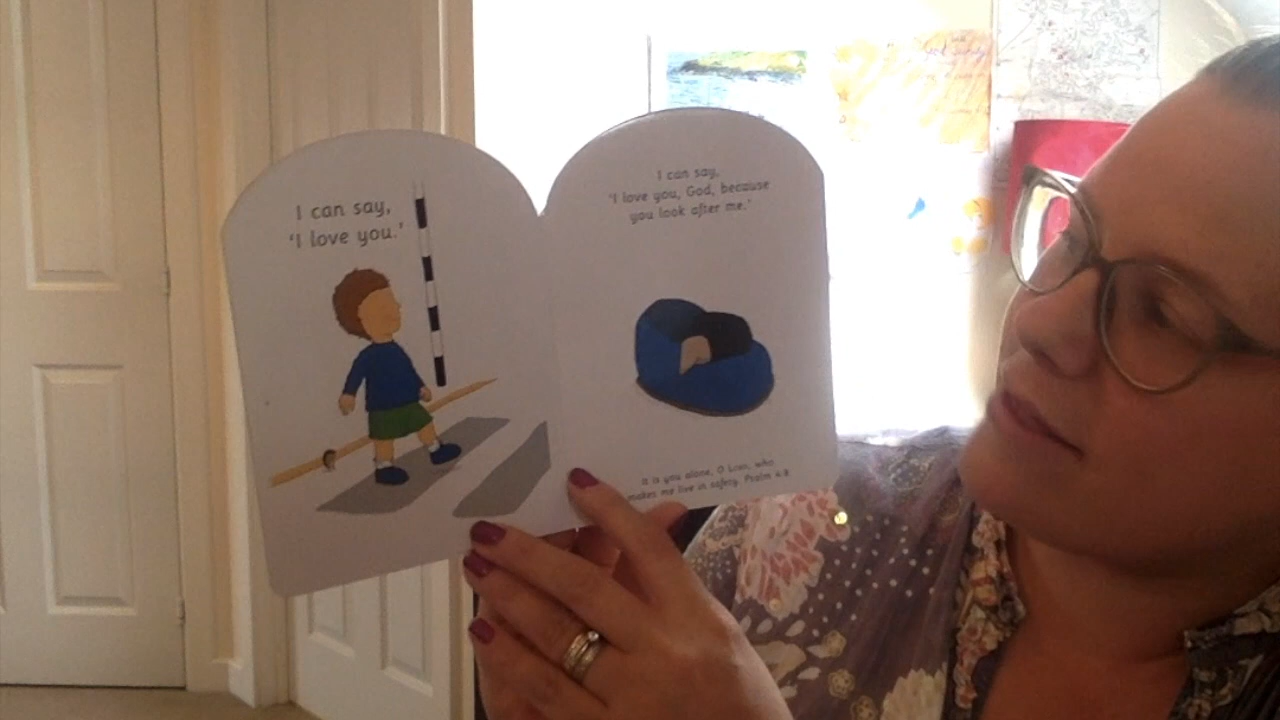 I can say,
'I love you.'
I can say,
'I love you, God, because
you look after me.'
It is you alone, O LORD, who
makes me live in safety. Psalm 4:8